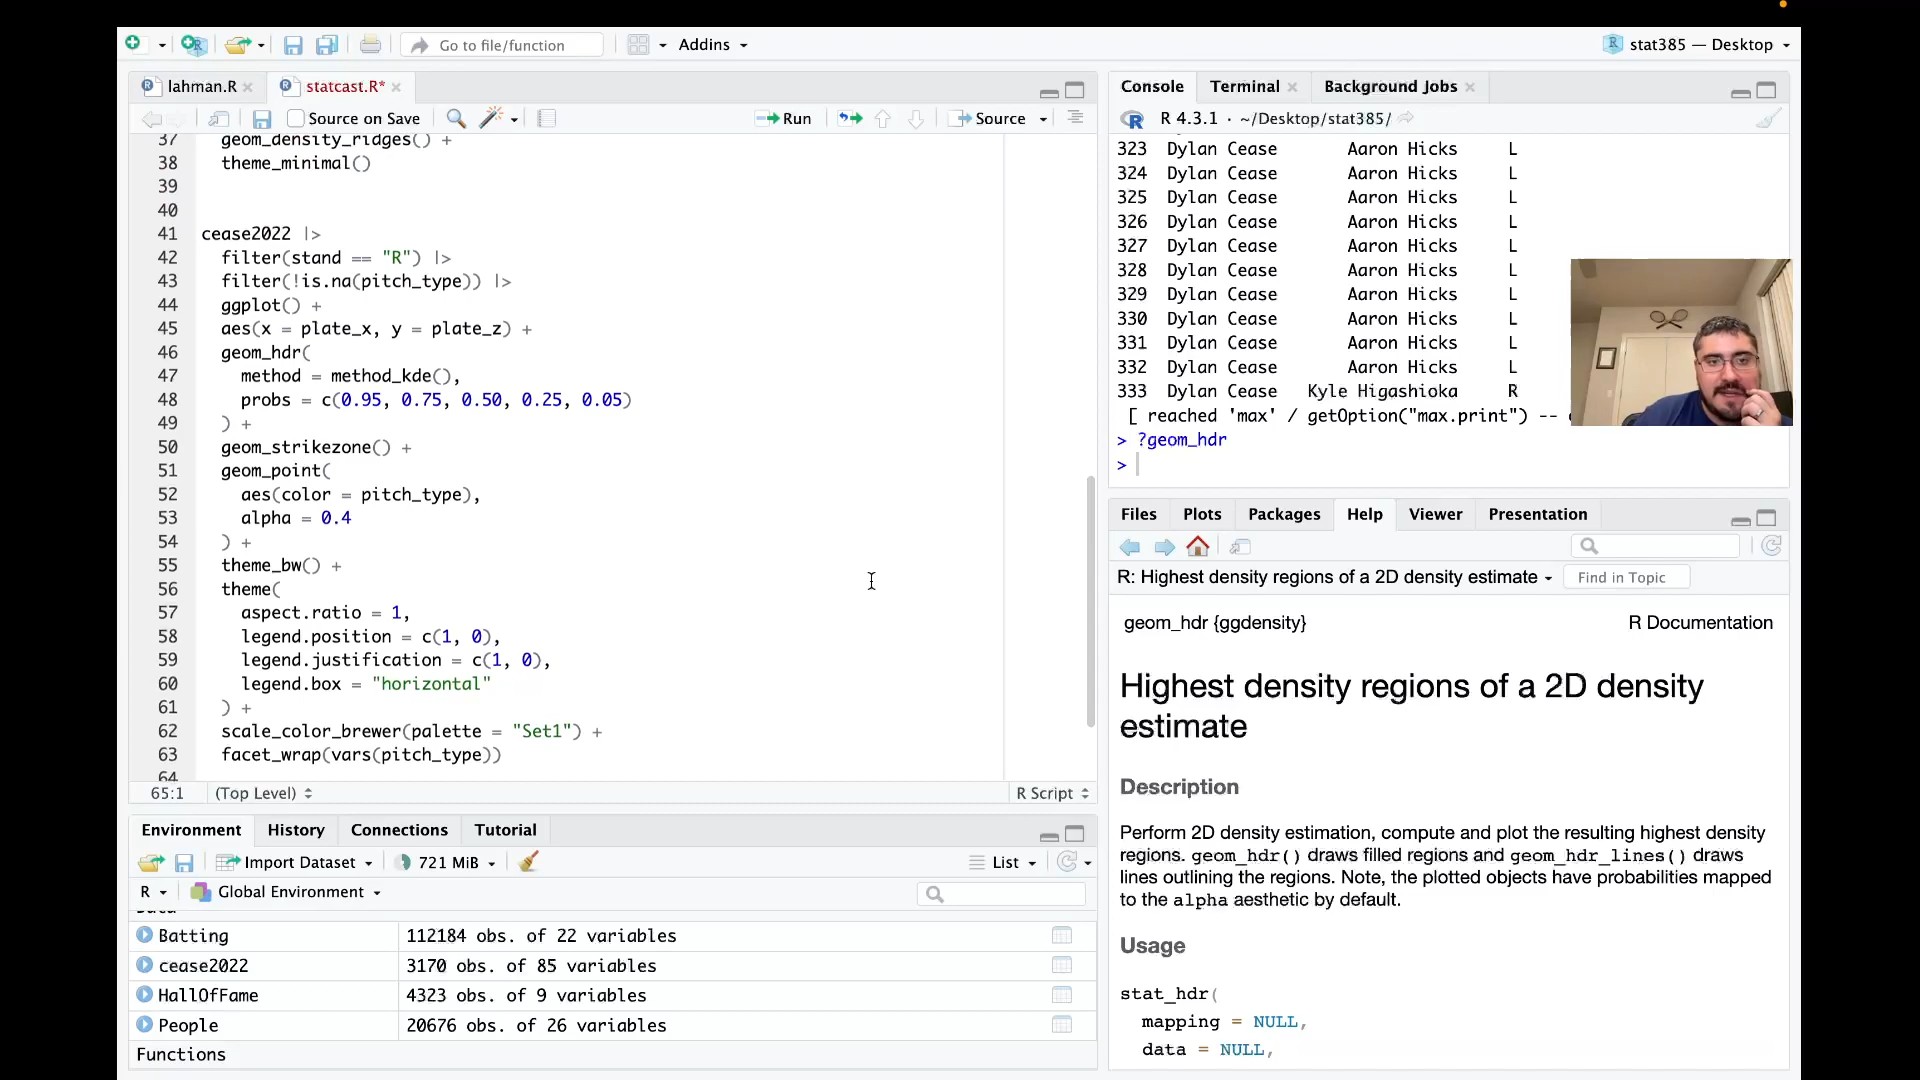 Go to file/function
Addins
stat385 — Desktop
lahman.R
statcast.R*
Source on Save
Run
Source
37 geom_density_ridges() +
38 theme_minimal()
39
40
41 cease2022 |>
42 filter(stand == "R") |>
43 filter(!is.na(pitch_type)) |>
44 ggplot() +
45 aes(x = plate_x, y = plate_z) +
46 geom_hdr(
47 method = method_kde(),
48 probs = c(0.95, 0.75, 0.50, 0.25, 0.05)
49 ) +
50 geom_strikezone() +
51 geom_point(
52 aes(color = pitch_type),
53 alpha = 0.4
54 ) +
55 theme_bw() +
56 theme(
57 aspect.ratio = 1,
58 legend.position = c(1, 0),
59 legend.justification = c(1, 0),
60 legend.box = "horizontal"
61 ) +
62 scale_color_brewer(palette = "Set1") +
63 facet_wrap(vars(pitch_type))
64
65:1 (Top Level) R Script
Environment History Connections Tutorial
Import Dataset 721 MiB List
R Global Environment
Data
Batting 112184 obs. of 22 variables
cease2022 3170 obs. of 85 variables
HallOfFame 4323 obs. of 9 variables
People 20676 obs. of 26 variables
Functions
Console Terminal Background Jobs
R 4.3.1 · ~/Desktop/stat385/
323 Dylan Cease Aaron Hicks L
324 Dylan Cease Aaron Hicks L
325 Dylan Cease Aaron Hicks L
326 Dylan Cease Aaron Hicks L
327 Dylan Cease Aaron Hicks L
328 Dylan Cease Aaron Hicks L
329 Dylan Cease Aaron Hicks L
330 Dylan Cease Aaron Hicks L
331 Dylan Cease Aaron Hicks L
332 Dylan Cease Aaron Hicks L
333 Dylan Cease Kyle Higashioka R
[ reached 'max' / getOption("max.print") --
> ?geom_hdr
>
Files Plots Packages Help Viewer Presentation
R: Highest density regions of a 2D density estimate
Find in Topic
geom_hdr {ggdensity} R Documentation
Highest density regions of a 2D density
estimate
Description
Perform 2D density estimation, compute and plot the resulting highest density
regions. geom_hdr() draws filled regions and geom_hdr_lines() draws
lines outlining the regions. Note, the plotted objects have probabilities mapped
to the alpha aesthetic by default.
Usage
stat_hdr(
mapping = NULL,
data = NULL,